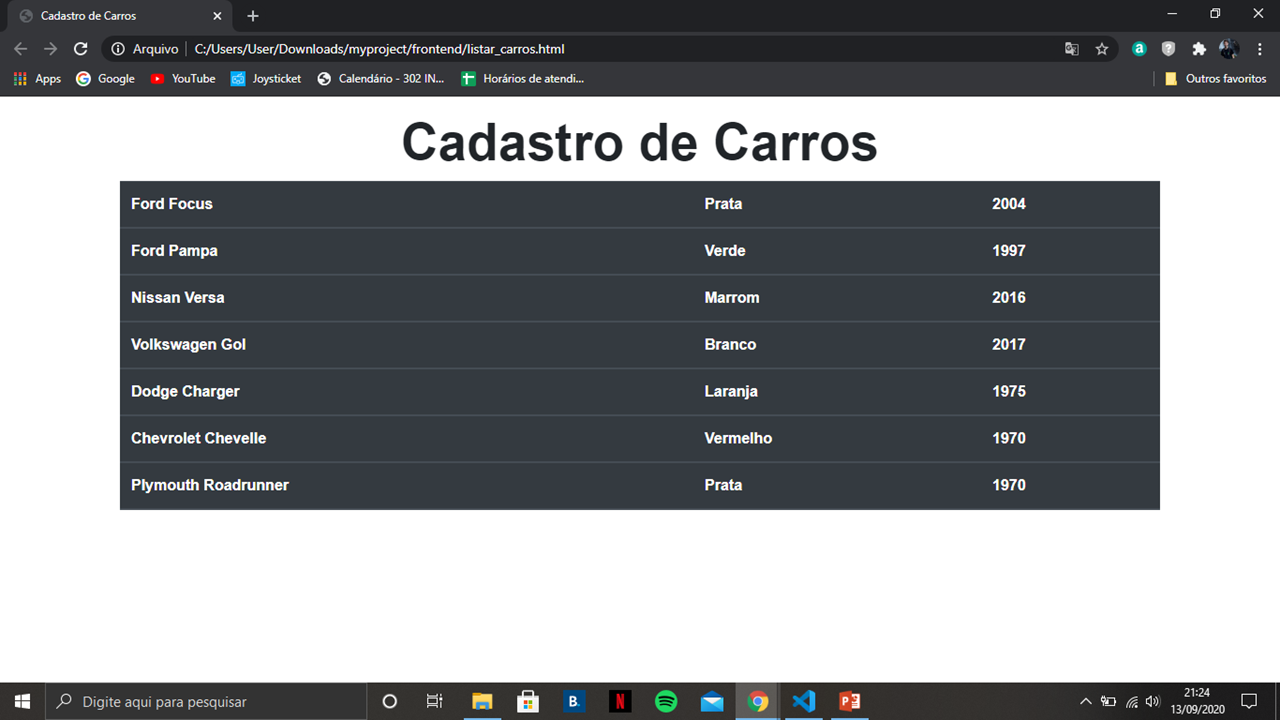 Cadastro de Carros
Arquivo C:/Users/User/Downloads/myproject/frontend/listar_carros.html
Apps Google YouTube Joysticket Calendário - 302 IN... Horários de atendi... Outros favoritos
Cadastro de Carros
Ford Focus Prata 2004
Ford Pampa Verde 1997
Nissan Versa Marrom 2016
Volkswagen Gol Branco 2017
Dodge Charger Laranja 1975
Chevrolet Chevelle Vermelho 1970
Plymouth Roadrunner Prata 1970
Digite aqui para pesquisar
B.
N
21:24
13/09/2020